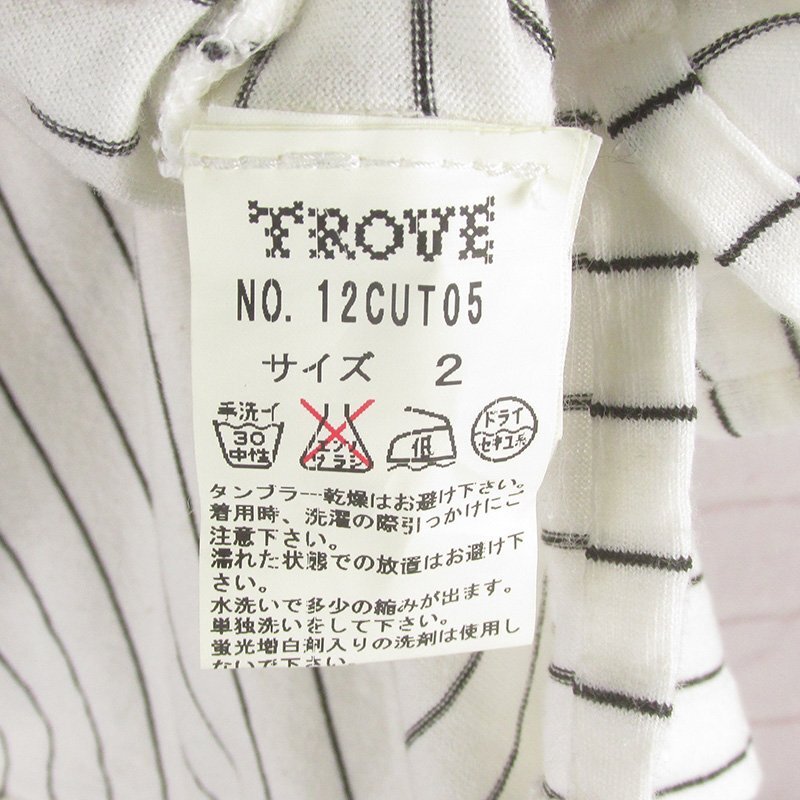 TROVE
NO. 12CUT05
サイズ 2
手洗イ
30
中性
エンソ
サラシ
低
ドライ
セキユ系
タンブラー乾燥はお避け下さい。
着用時、洗濯の際引っかけにご
注意下さい。
濡れた状態での放置はお避け下
さい。
水洗いで多少の縮みが出ます。
単独洗いをして下さい。
蛍光増白剤入りの洗剤は使用し
ないで下さい。